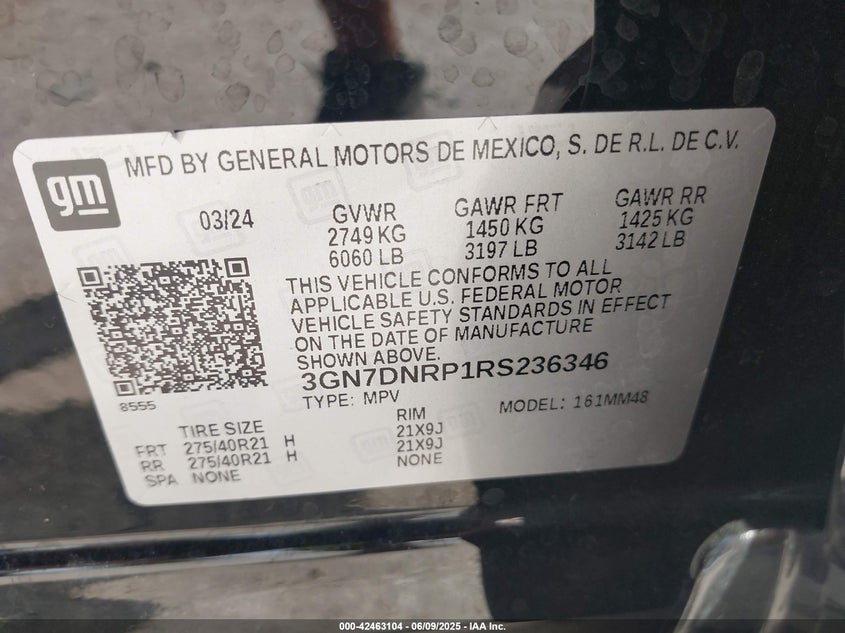 gm
MFD BY GENERAL MOTORS DE MEXICO, S. DE R.L. DE C.V.
03/24
GVWR
2749 KG
6060 LB
GAWR FRT
1450 KG
3197 LB
GAWR RR
1425 KG
3142 LB
THIS VEHICLE CONFORMS TO ALL
APPLICABLE U.S. FEDERAL MOTOR
VEHICLE SAFETY STANDARDS IN EFFECT
ON THE DATE OF MANUFACTURE
SHOWN ABOVE.
3GN7DNRP1RS236346
TYPE: MPV
MODEL: 161MM48
8555
TIRE SIZE
RIM
FRT 275/40R21 H 21X9J
RR 275/40R21 H 21X9J
SPA NONE NONE
000-42463104 - 06/09/2025 - IAA Inc.